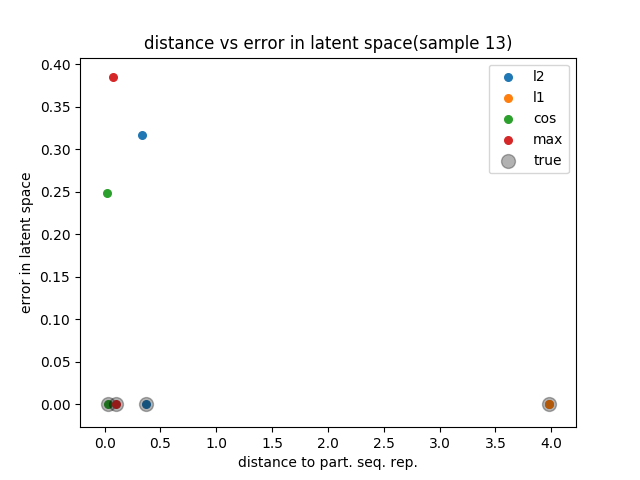 distance vs error in latent space(sample 13)
error in latent space
0.40
0.35
0.30
0.25
0.20
0.15
0.10
0.05
0.00
l2
l1
cos
max
true
0.0 0.5 1.0 1.5 2.0 2.5 3.0 3.5 4.0
distance to part. seq. rep.